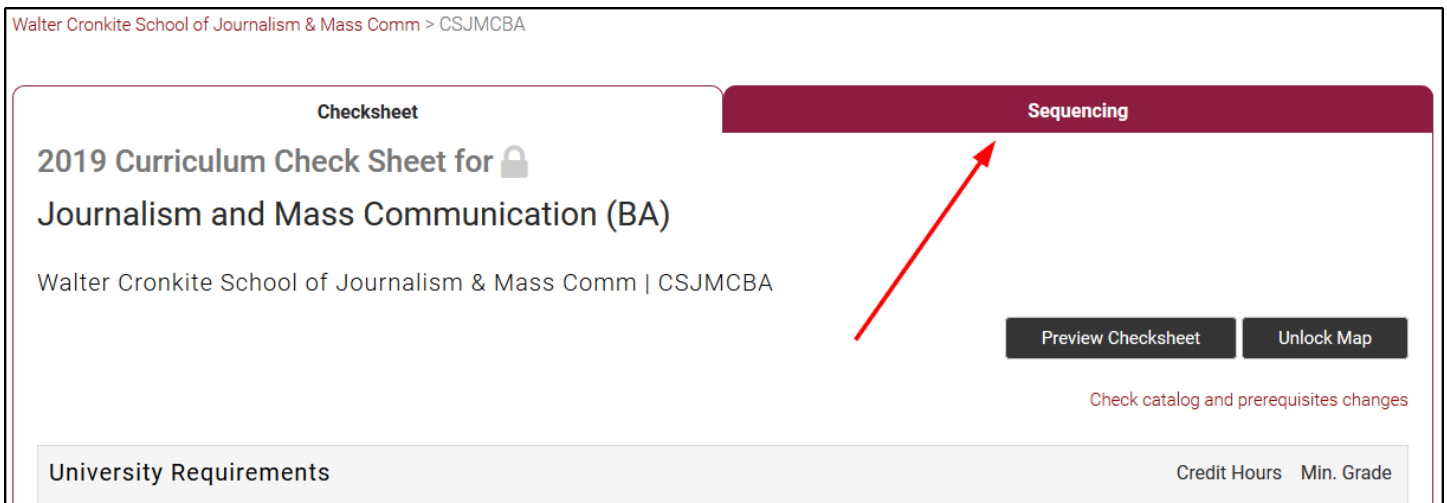 Walter Cronkite School of Journalism & Mass Comm > CSJMCBA
Checksheet
Sequencing
2019 Curriculum Check Sheet for
Journalism and Mass Communication (BA)
Walter Cronkite School of Journalism & Mass Comm | CSJMCBA
Preview Checksheet
Unlock Map
Check catalog and prerequisites changes
University Requirements
Credit Hours
Min. Grade